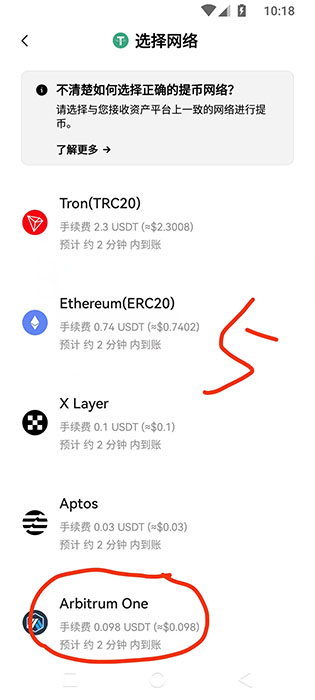 10:18
选择网络
不清楚如何选择正确的提币网络?
请选择与您接收资产平台上一致的网络进行提
币。
了解更多 →
Tron(TRC20)
手续费 2.3 USDT (≈$2.3008)
预计 约 2 分钟 内到账
Ethereum(ERC20)
手续费 0.74 USDT (≈$0.7402)
预计 约 2 分钟 内到账
5
X Layer
手续费 0.1 USDT (≈$0.1)
预计 约 2 分钟 内到账
Aptos
手续费 0.03 USDT (≈$0.03)
预计 约 2 分钟 内到账
Arbitrum One
手续费 0.098 USDT (≈$0.098)
预计 约 2 分钟 内到账